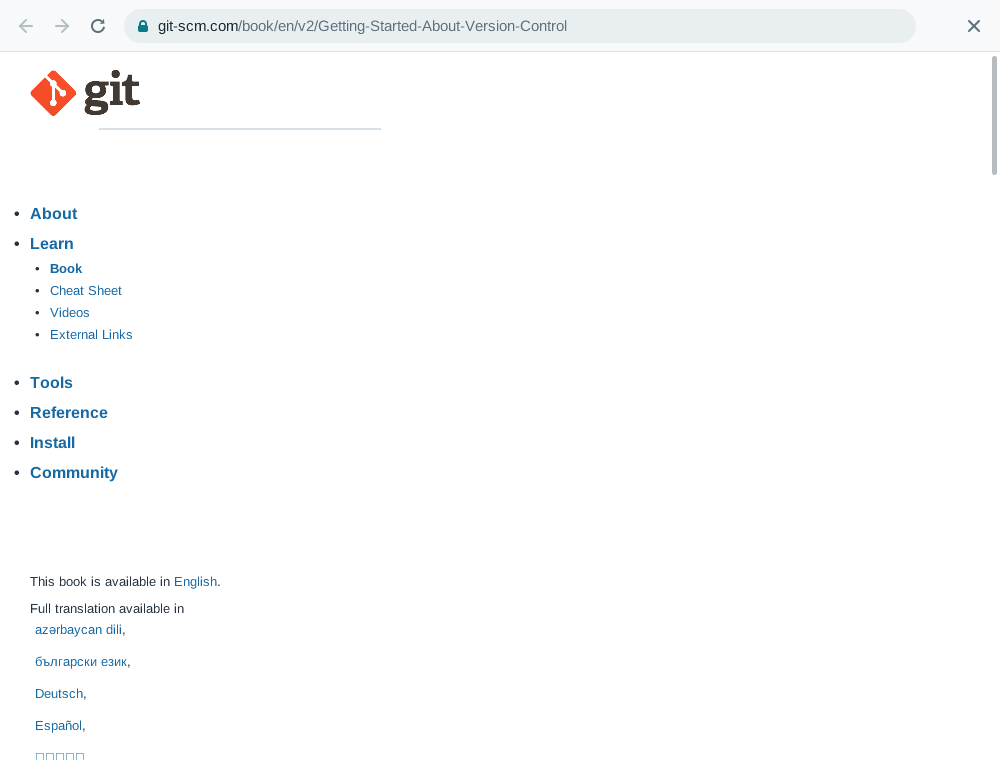 git-scm.com/book/en/v2/Getting-Started-About-Version-Control
git
• About
• Learn
• Book
• Cheat Sheet
• Videos
• External Links
• Tools
• Reference
• Install
• Community
This book is available in English.
Full translation available in
azərbaycan dili,
български език,
Deutsch,
Español,